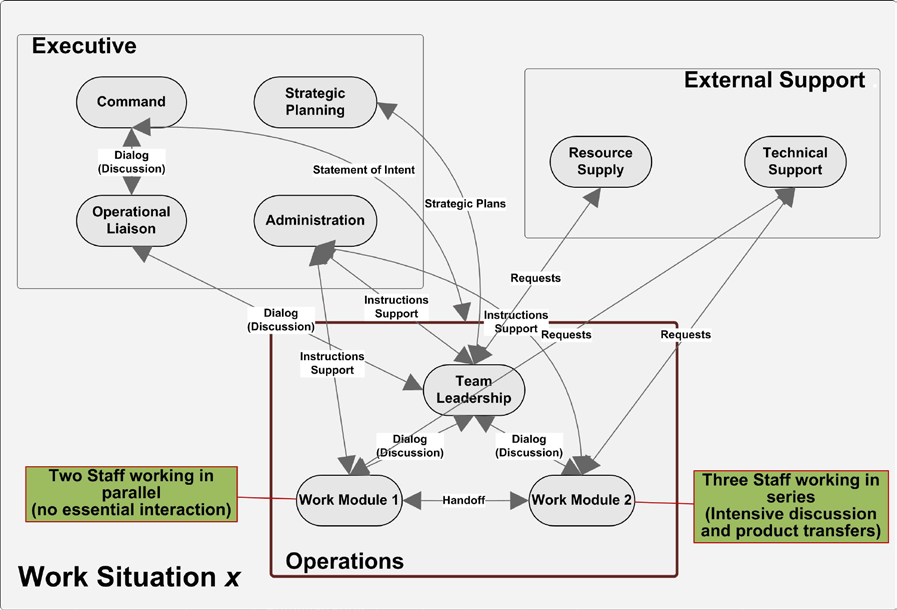 Executive
External Support
Command
Strategic
Planning
Resource
Supply
Technical
Support
Dialog
(Discussion)
Statement of Intent
Strategic Plans
Operational
Liaison
Administration
Requests
Instructions
Support
Dialog
(Discussion)
Instructions
Support
Requests
Requests
Instructions
Support
Team
Leadership
Dialog
(Discussion)
Dialog
(Discussion)
Two Staff working in
parallel
(no essential interaction)
Work Module 1
Handoff
Work Module 2
Three Staff working in
series
(Intensive discussion
and product transfers)
Operations
Work Situation x